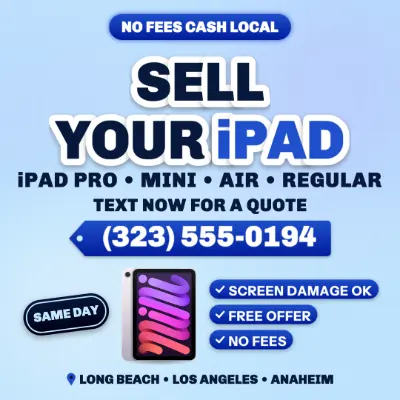 NO FEES CASH LOCAL
SELL
YOUR iPAD
iPAD PRO • MINI • AIR • REGULAR
TEXT NOW FOR A QUOTE
(323) 555-0194
SAME DAY
SCREEN DAMAGE OK
FREE OFFER
NO FEES
LONG BEACH • LOS ANGELES • ANAHEIM